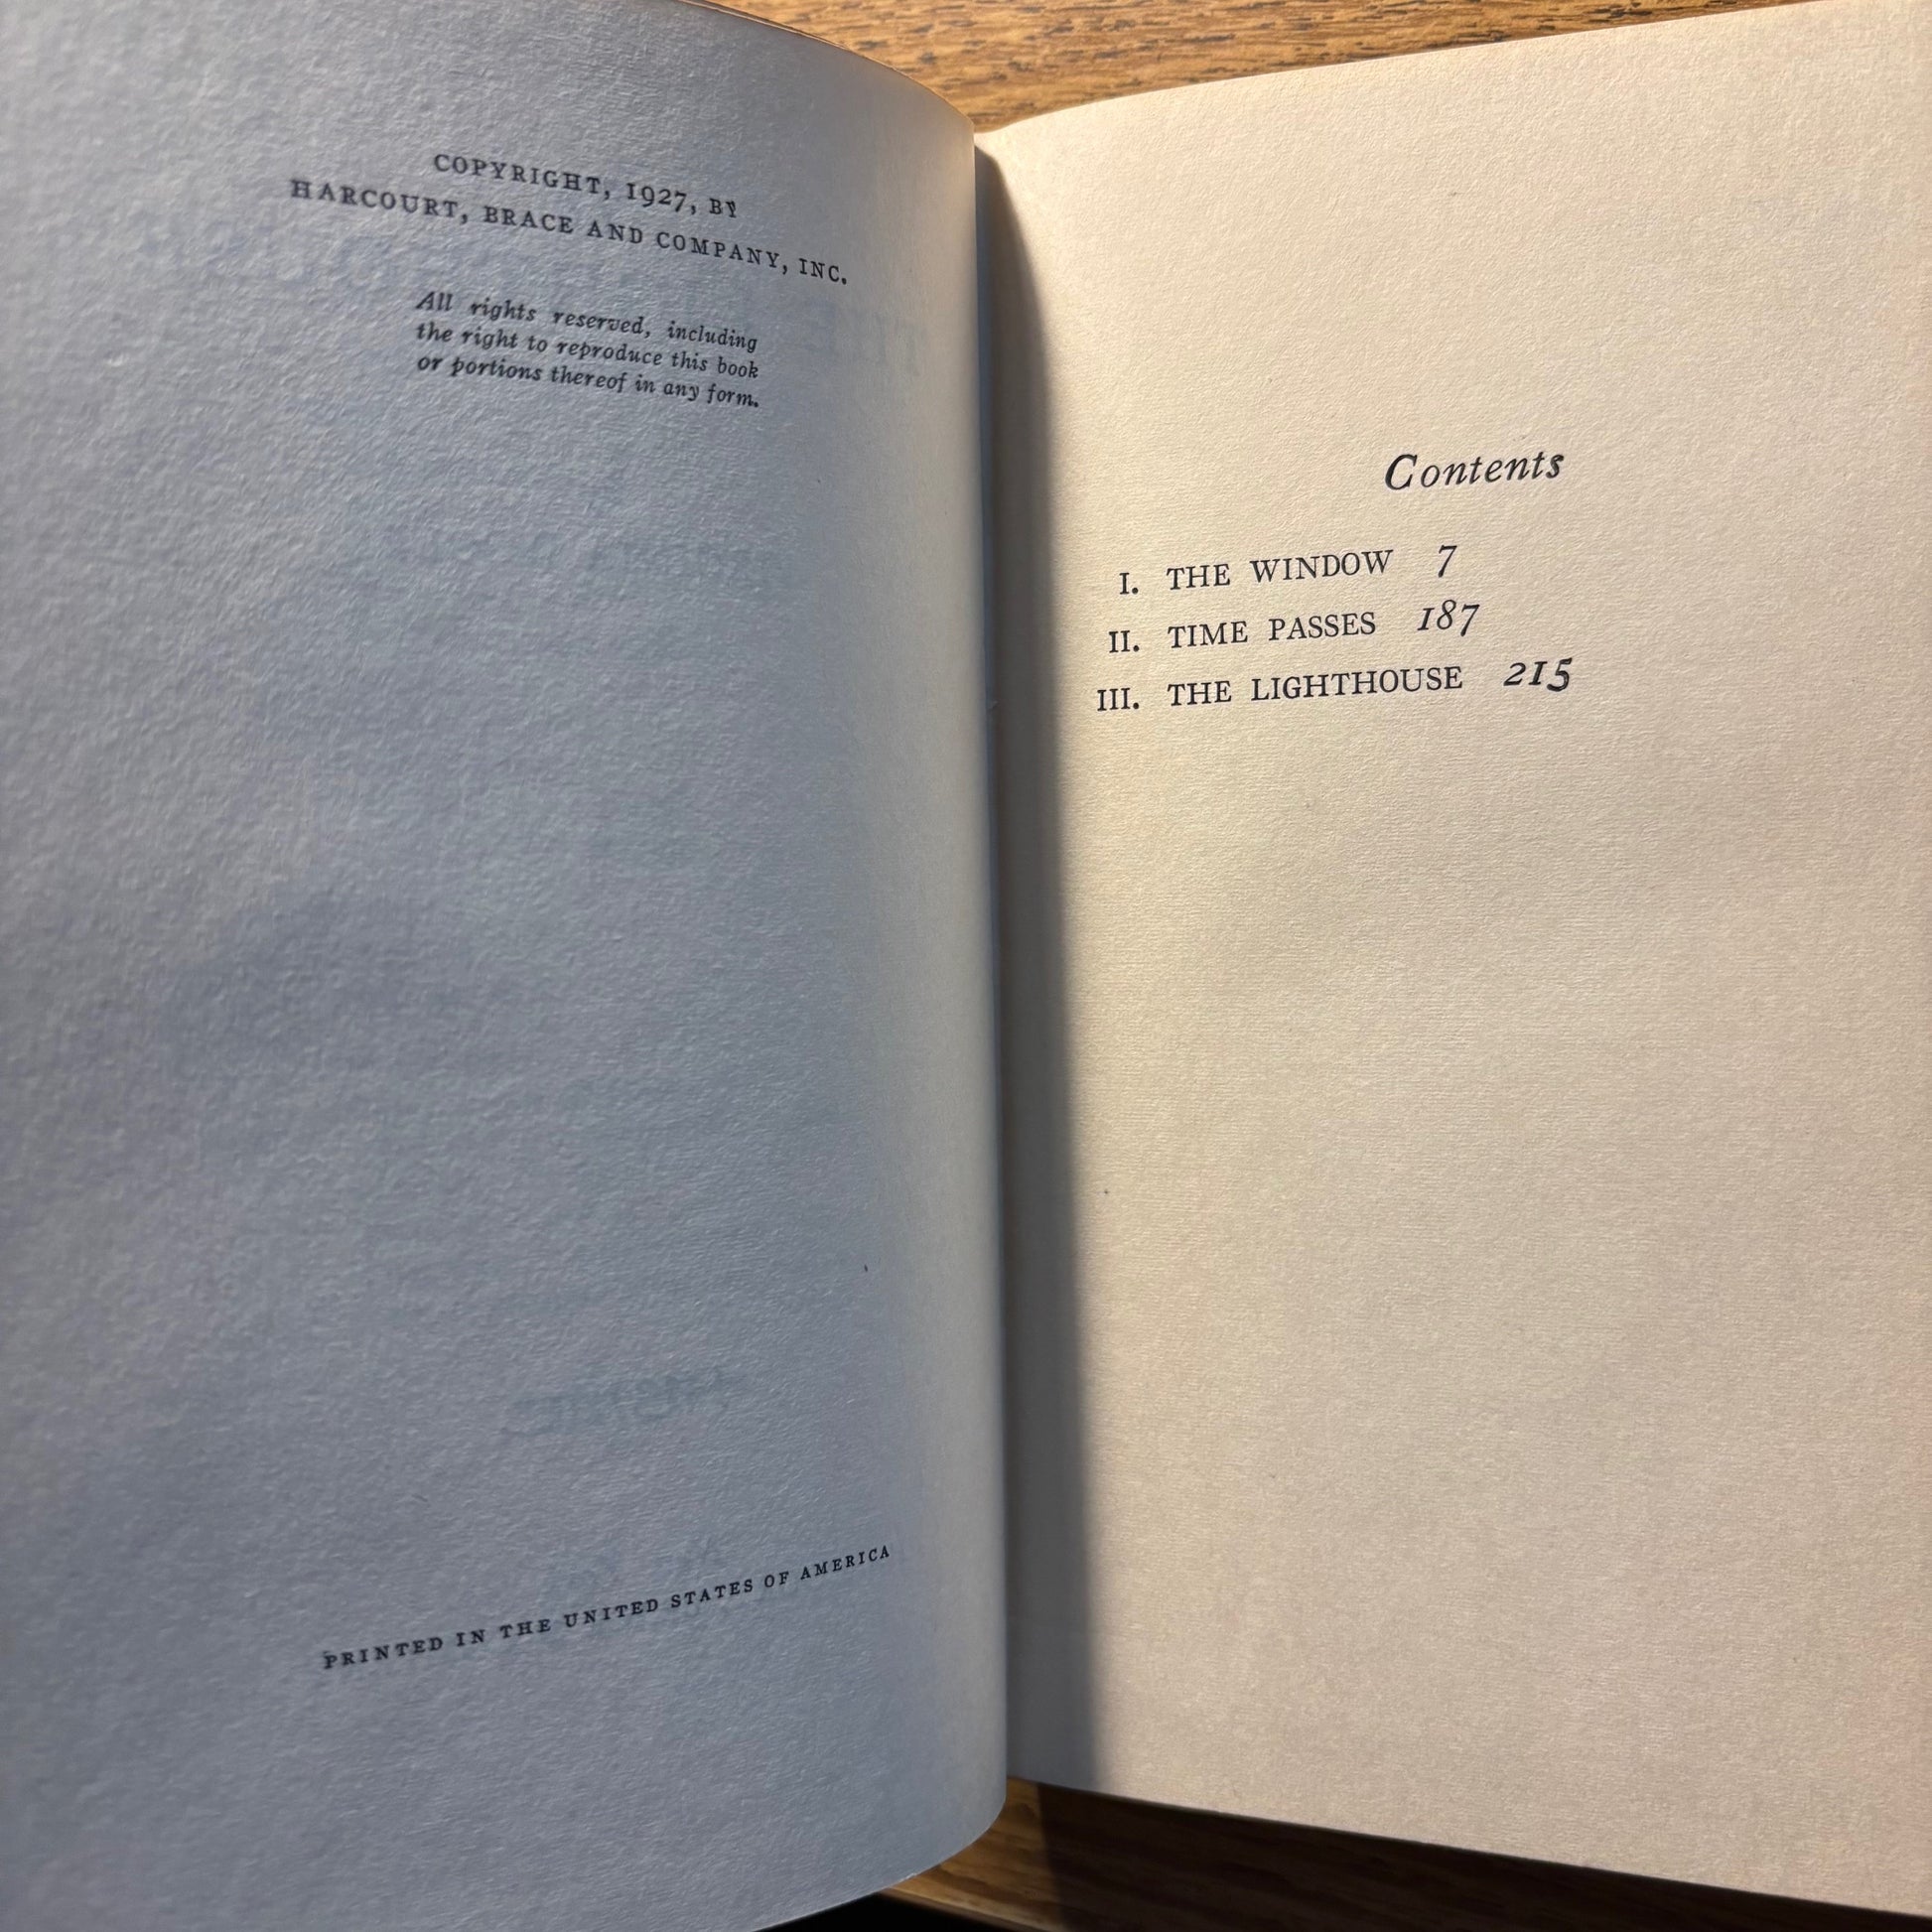 COPYRIGHT, 1927, BY
HARCOURT, BRACE AND COMPANY, INC.
All rights reserved, including
the right to reproduce this book
or portions thereof in any form.
PRINTED IN THE UNITED STATES OF AMERICA
Contents
I. THE WINDOW 7
II. TIME PASSES 187
III. THE LIGHTHOUSE 215